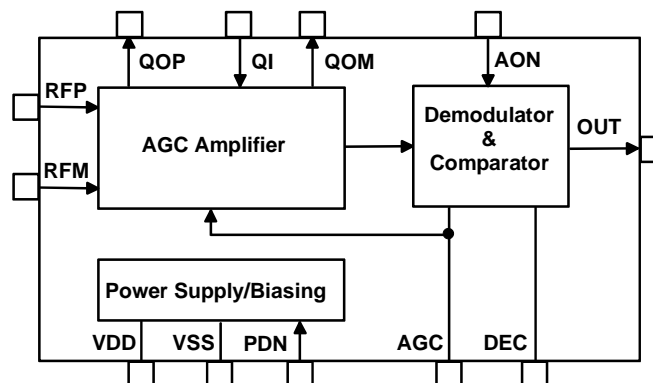 QOP
QI
QOM
AON
RFP
RFM
AGC Amplifier
Demodulator
&
Comparator
OUT
Power Supply/Biasing
VDD
VSS
PDN
AGC
DEC